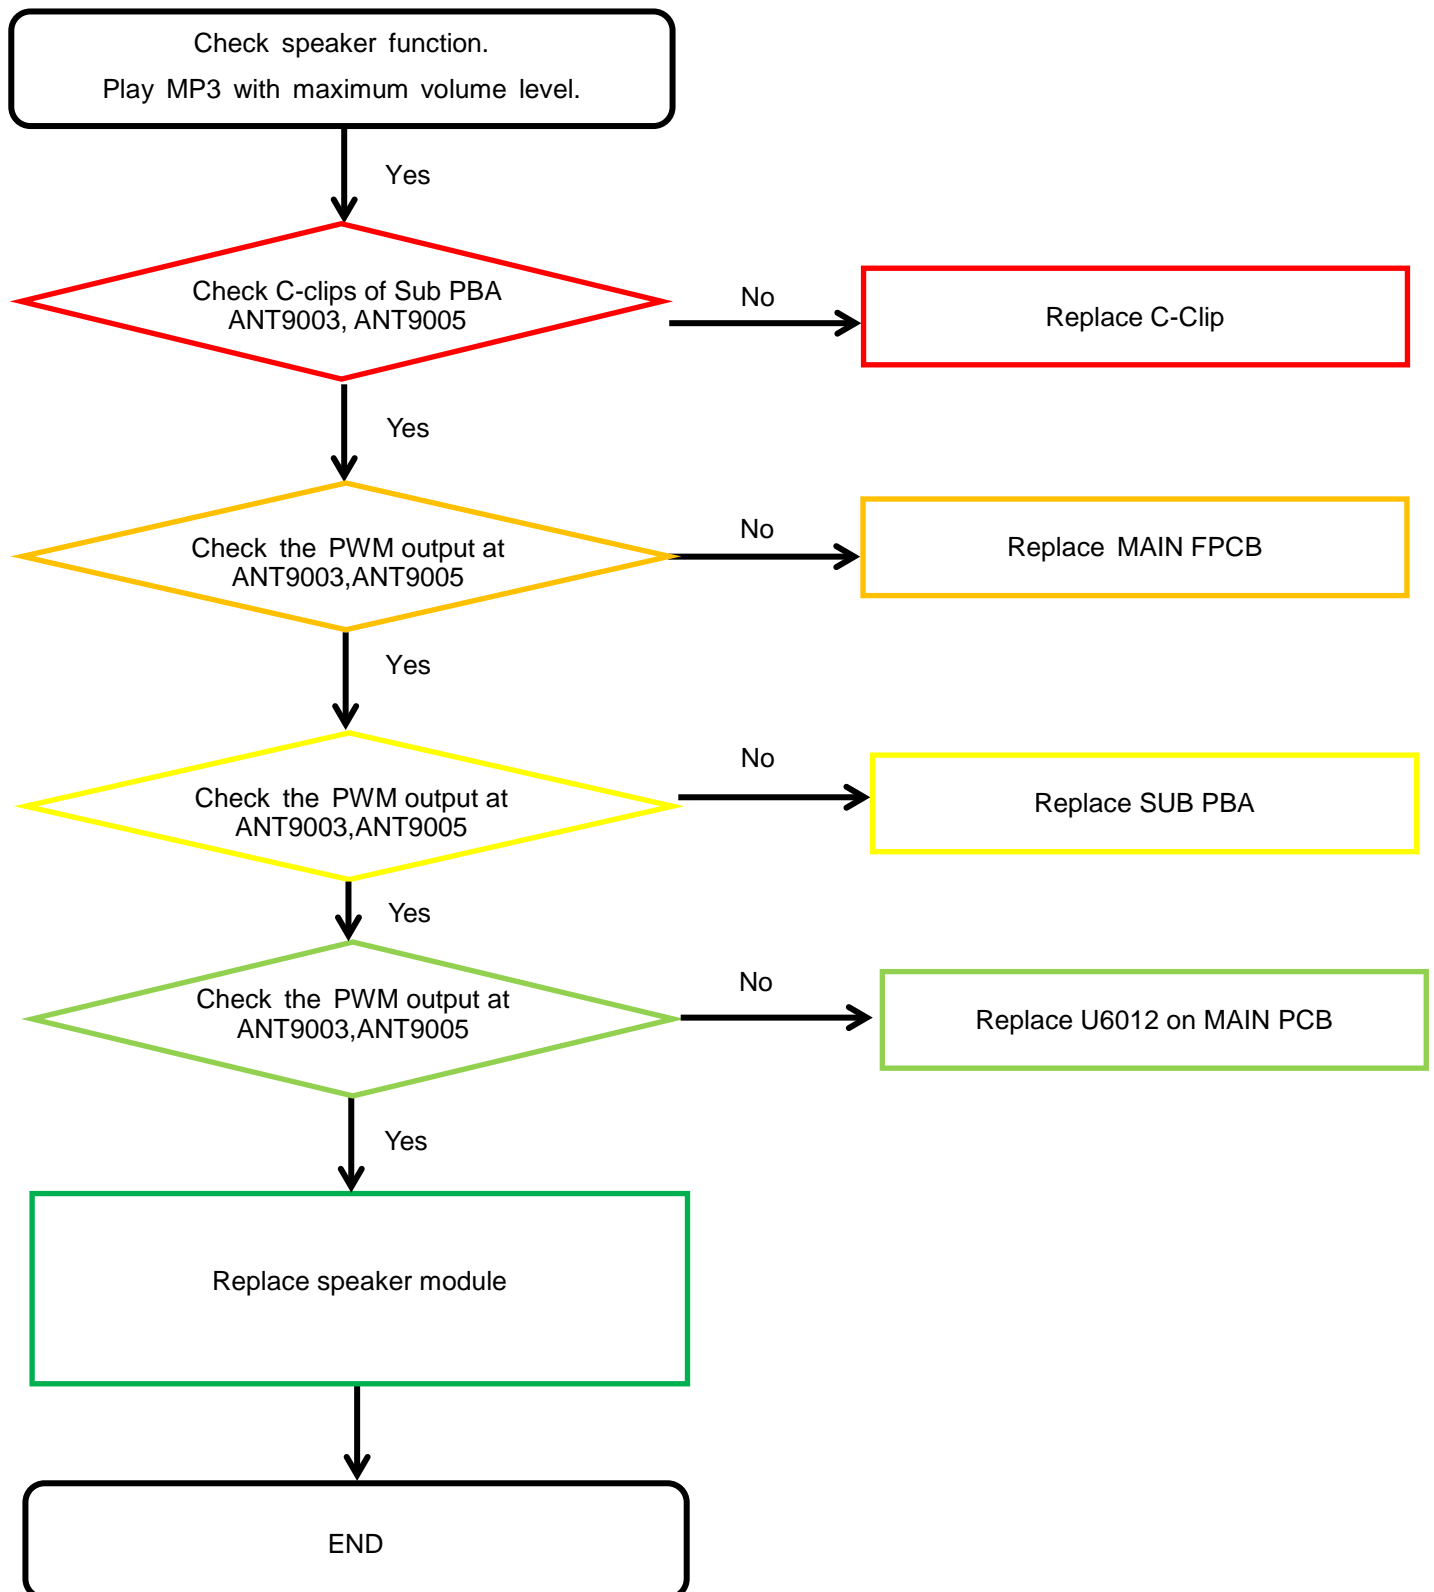 Check speaker function.
Play MP3 with maximum volume level.
Yes
Check C-clips of Sub PBA
ANT9003, ANT9005
No
Replace C-Clip
Yes
Check the PWM output at
ANT9003,ANT9005
No
Replace MAIN FPCB
Yes
Check the PWM output at
ANT9003,ANT9005
No
Replace SUB PBA
Yes
Check the PWM output at
ANT9003,ANT9005
No
Replace U6012 on MAIN PCB
Yes
Replace speaker module
END